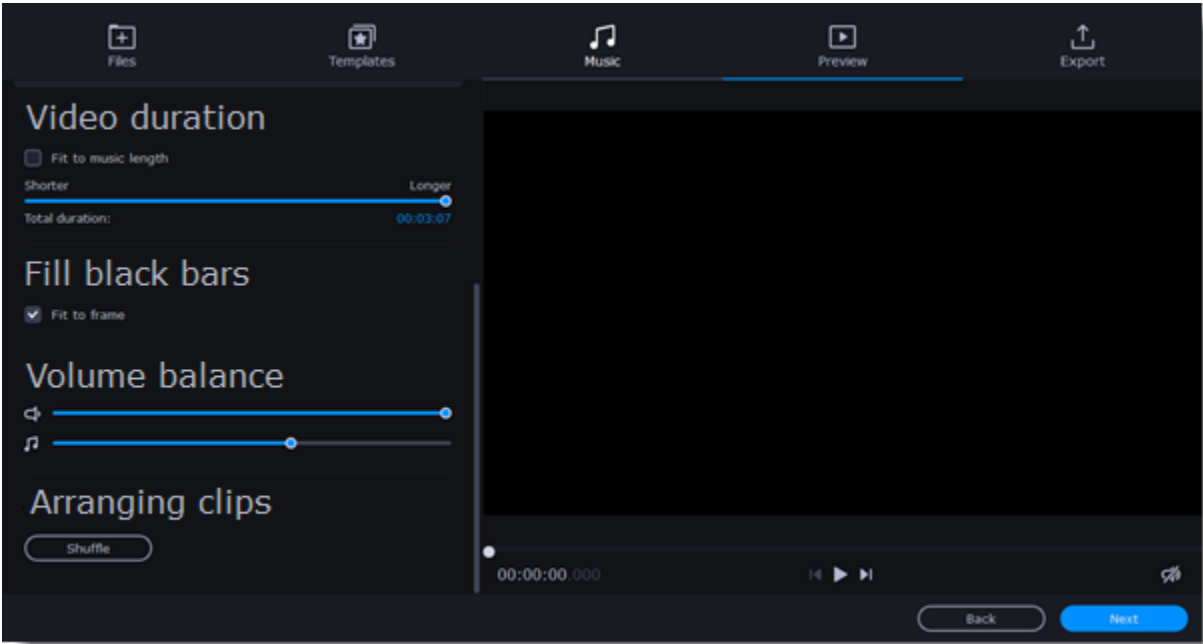 Files
Templates
Music
Preview
Export
Video duration
Fit to music length
Shorter Longer
Total duration: 00:03:07
Fill black bars
Fit to frame
Volume balance
Arranging clips
Shuffle
00:00:00.000
Back
Next